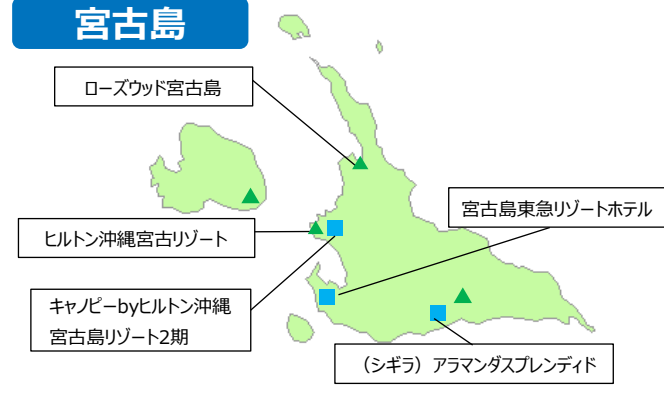 宮古島
ローズウッド宮古島
宮古島東急リゾートホテル
ヒルトン沖縄宮古リゾート
キャノピーbyヒルトン沖縄
宮古島リゾート2期
（シギラ）アラマンダスプレンディド